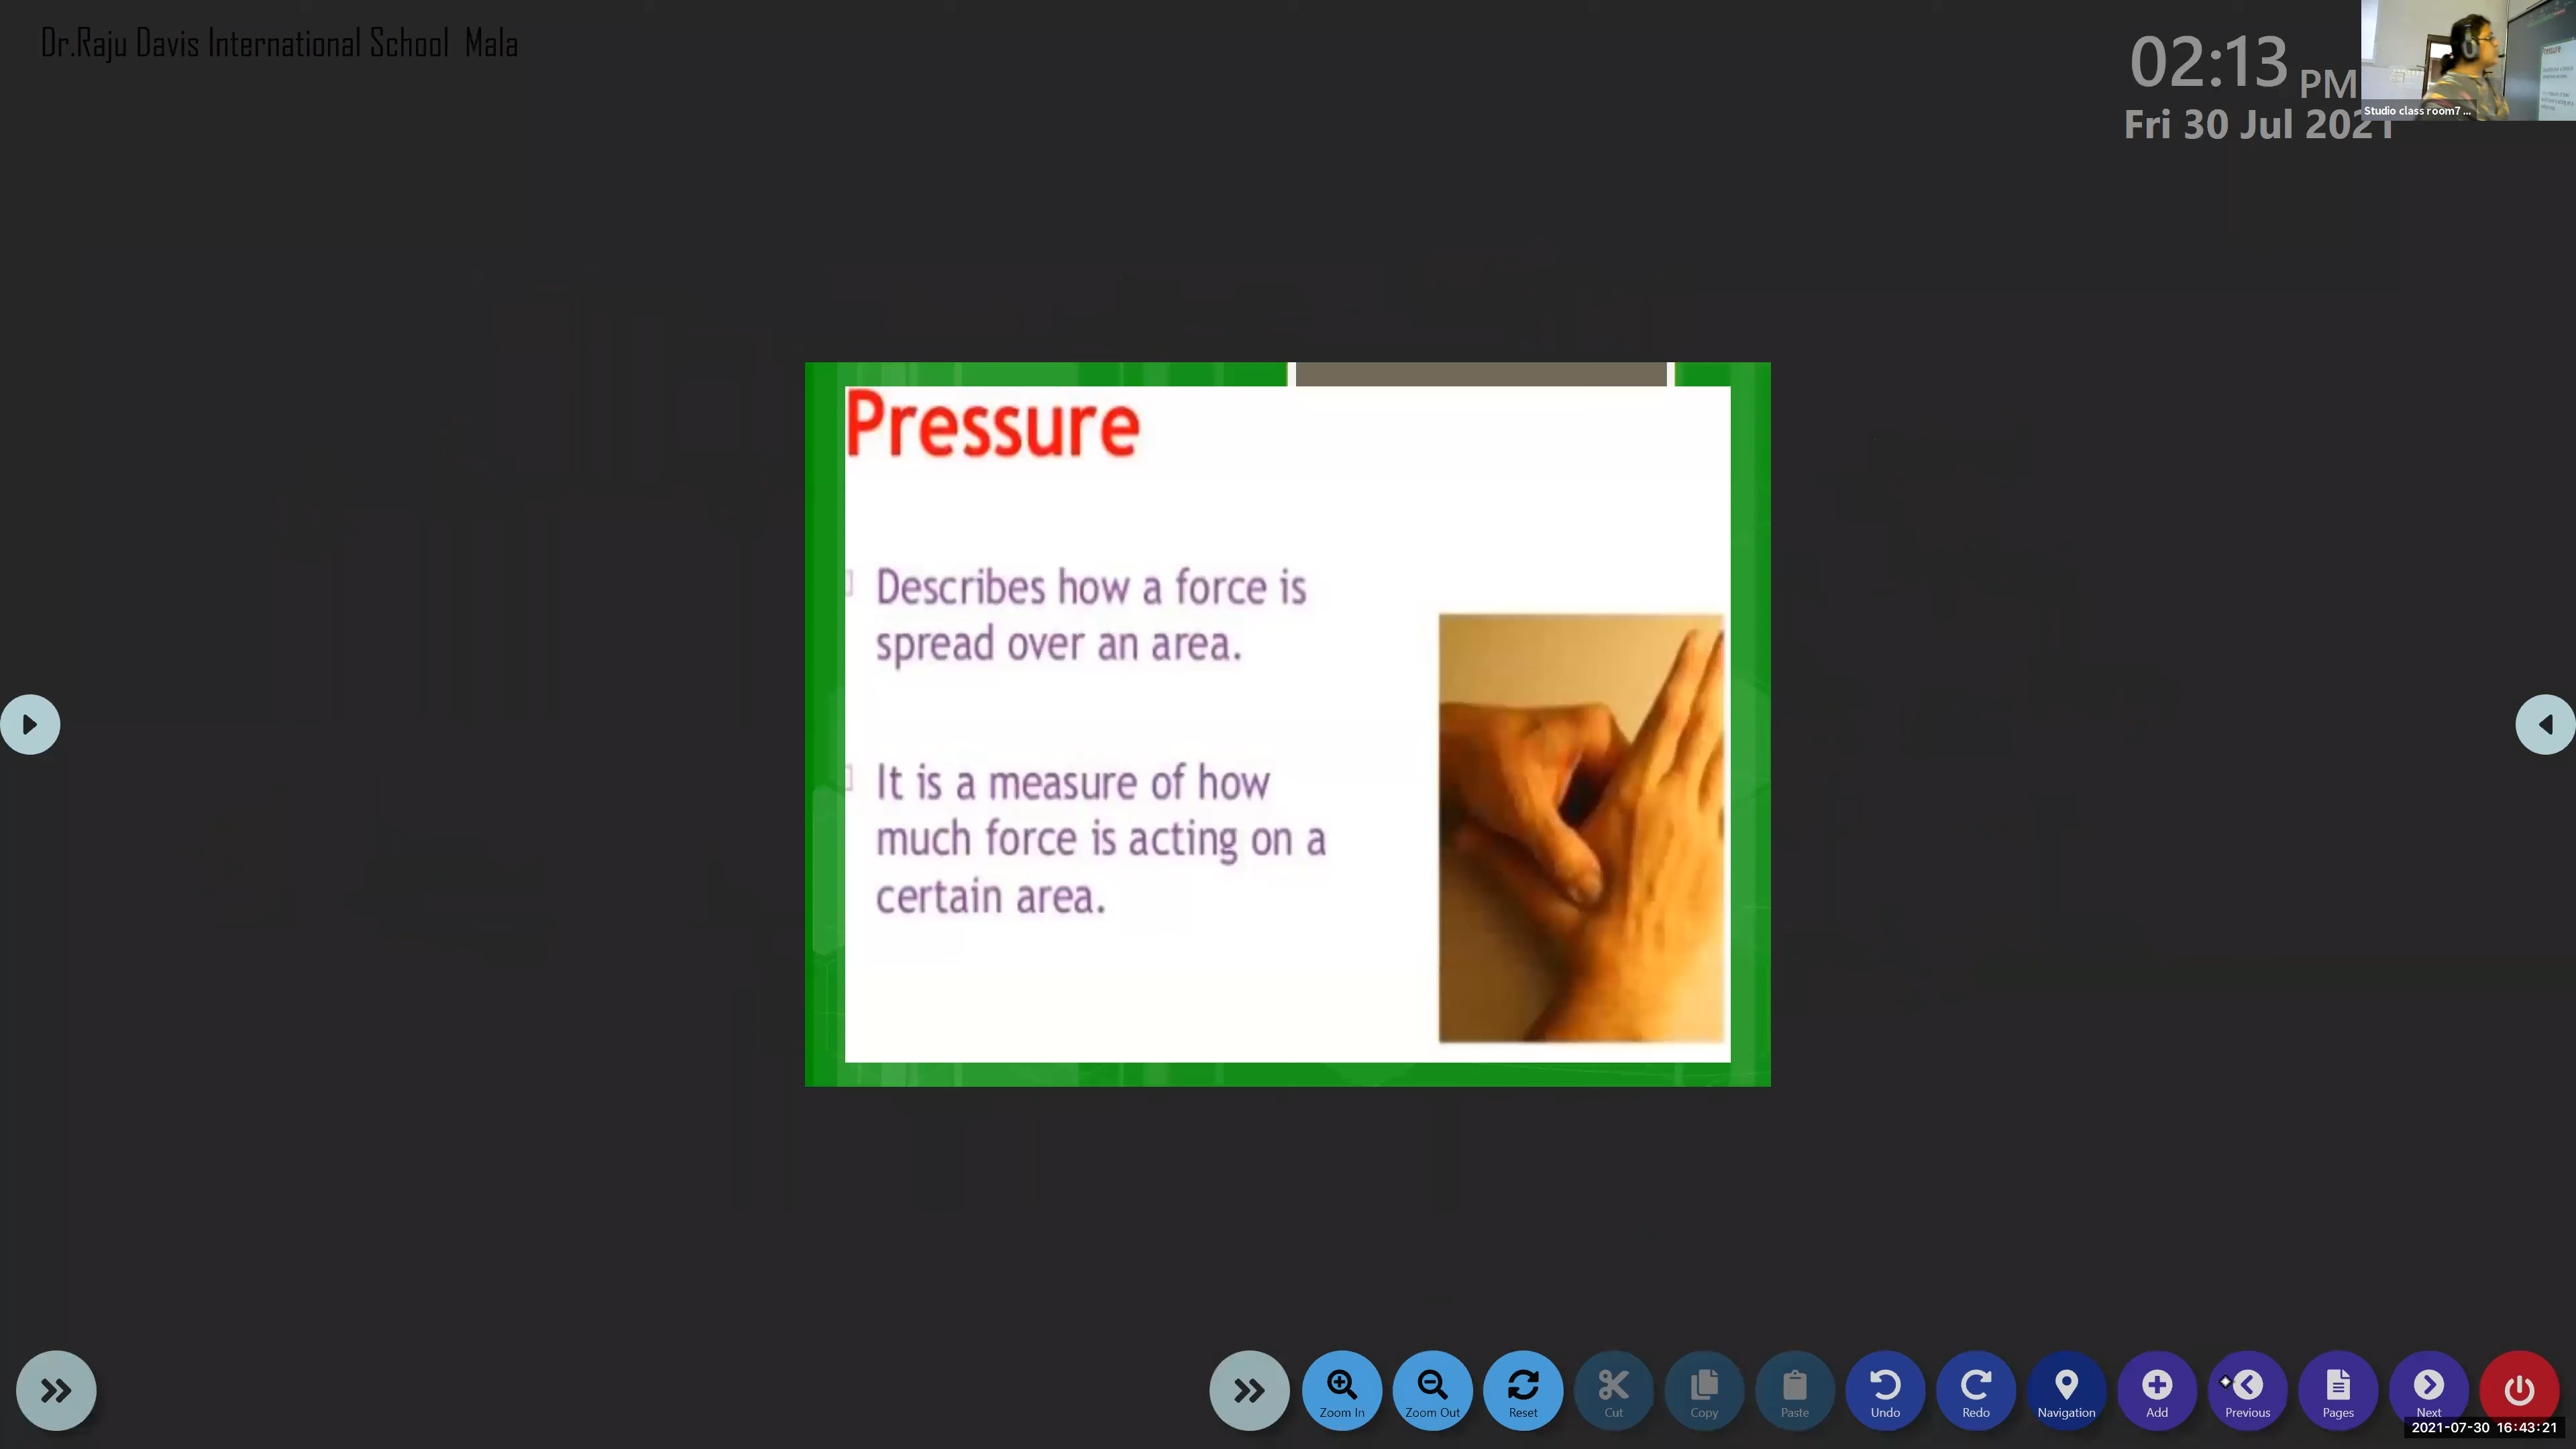 Dr.Raju Davis International School Mala
02:13 PM
Fri 30 Jul 2021
Studio class room7 ...
Pressure
Describes how a force is
spread over an area.
It is a measure of how
much force is acting on a
certain area.
Zoom In
Zoom Out
Reset
Cut
Copy
Paste
Undo
Redo
Navigation
Add
Previous
Pages
Next
2021-07-30 16:43:21